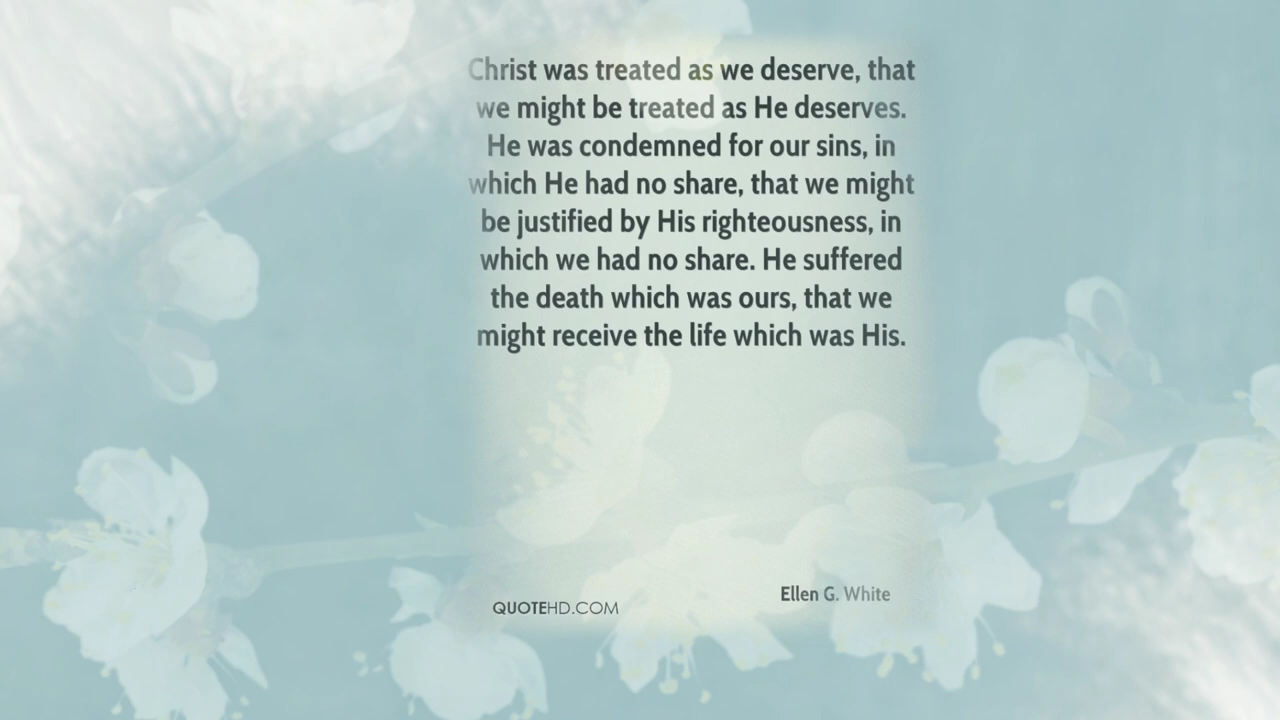 Christ was treated as we deserve, that
we might be treated as He deserves.
He was condemned for our sins, in
which He had no share, that we might
be justified by His righteousness, in
which we had no share. He suffered
the death which was ours, that we
might receive the life which was His.
Ellen G. White
QUOTEHD.COM